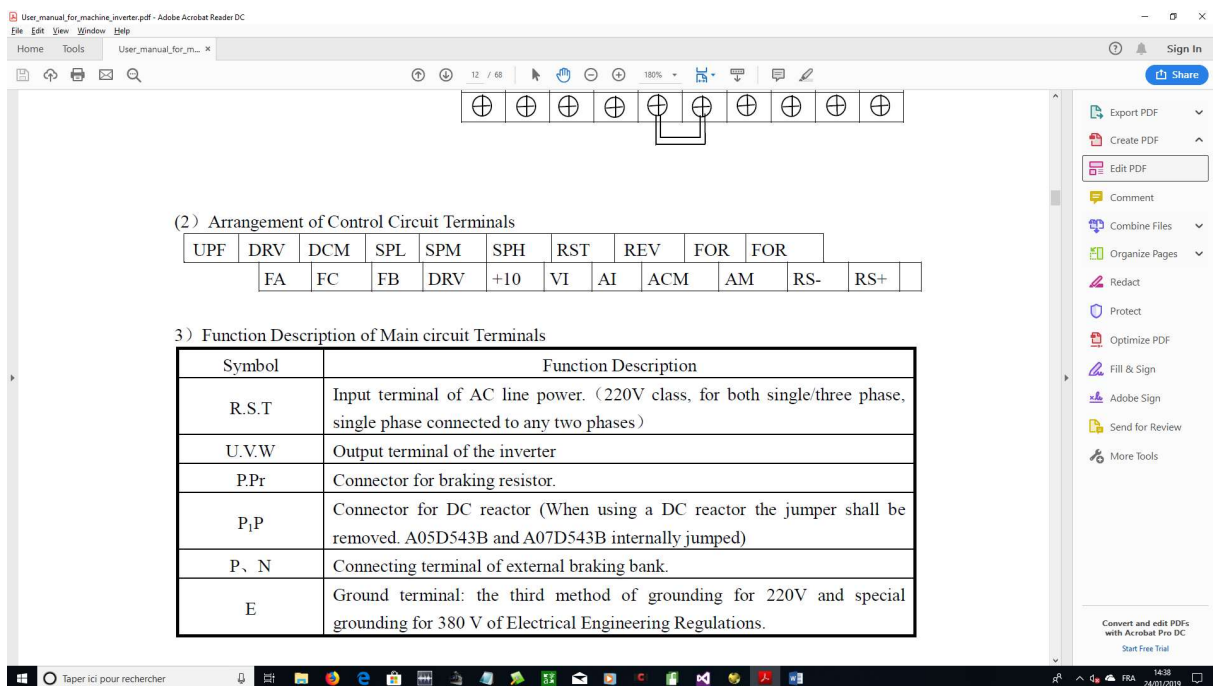 User_manual_for_machine_inverter.pdf - Adobe Acrobat Reader DC
File Edit View Window Help
Home Tools User_manual_for_m... × Sign In
12 / 68 180% Share
(2）Arrangement of Control Circuit Terminals
UPF DRV DCM SPL SPM SPH RST REV FOR FOR
FA FC FB DRV +10 VI AI ACM AM RS- RS+
3）Function Description of Main circuit Terminals
Symbol Function Description
R.S.T
Input terminal of AC line power.（220V class, for both single/three phase,
single phase connected to any two phases）
U.V.W Output terminal of the inverter
P.Pr Connector for braking resistor.
P₁P
Connector for DC reactor (When using a DC reactor the jumper shall be
removed. A05D543B and A07D543B internally jumped)
P、N Connecting terminal of external braking bank.
E
Ground terminal: the third method of grounding for 220V and special
grounding for 380 V of Electrical Engineering Regulations.
Export PDF
Create PDF
Edit PDF
Comment
Combine Files
Organize Pages
Redact
Protect
Optimize PDF
Fill & Sign
Adobe Sign
Send for Review
More Tools
Convert and edit PDFs
with Acrobat Pro DC
Start Free Trial
Taper ici pour rechercher
FRA
14:38
24/01/2019